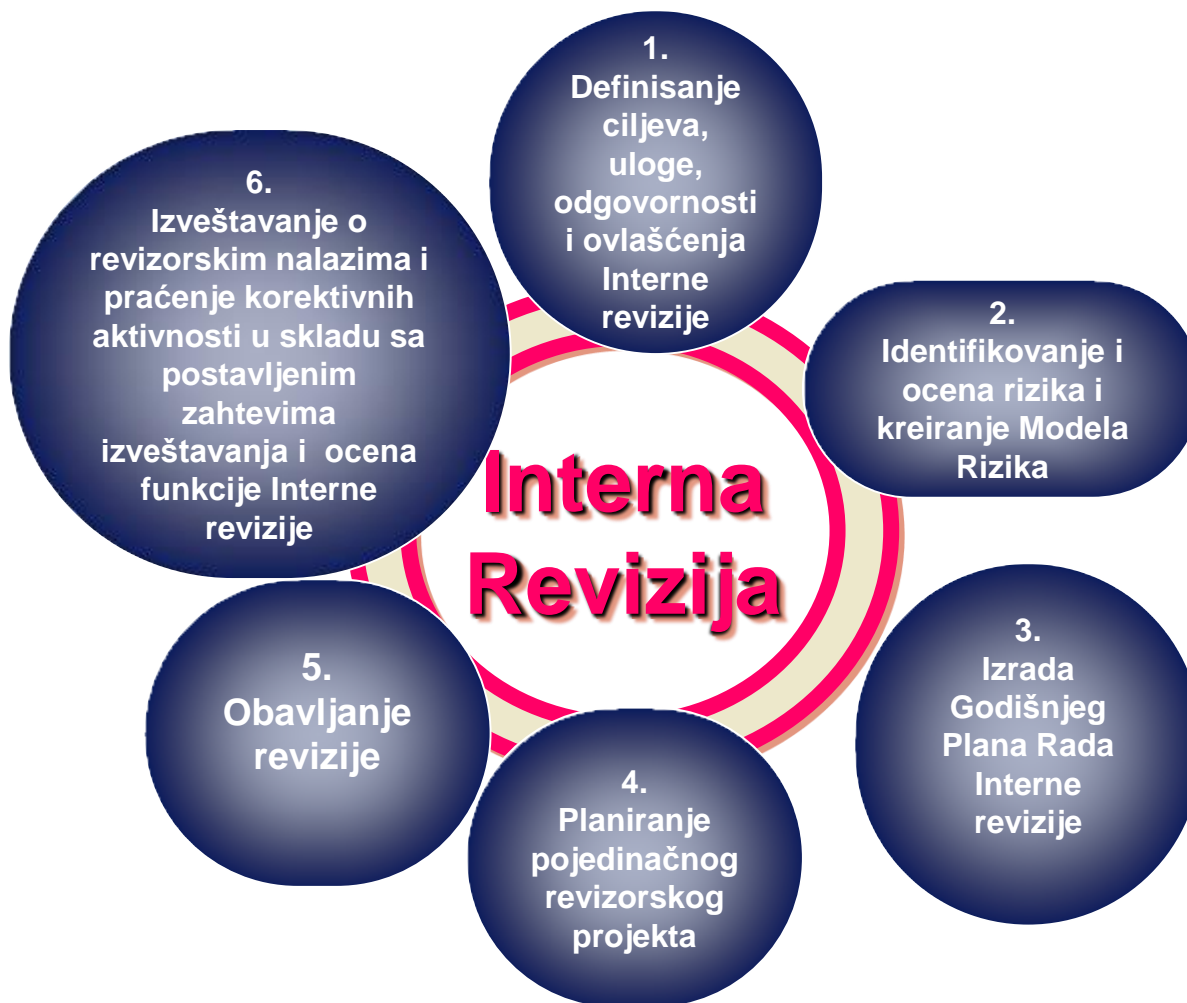 1.
Definisanje
ciljeva,
uloge,
odgovornosti
i ovlašćenja
Interne
revizije
2.
Identifikovanje i
ocena rizika i
kreiranje Modela
Rizika
3.
Izrada
Godišnjeg
Plana Rada
Interne
revizije
4.
Planiranje
pojedinačnog
revizorskog
projekta
5.
Obavljanje
revizije
6.
Izveštavanje o
revizorskim nalazima i
praćenje korektivnih
aktivnosti u skladu sa
postavljenim
zahtevima
izveštavanja i ocena
funkcije Interne
revizije
Interna
Revizija